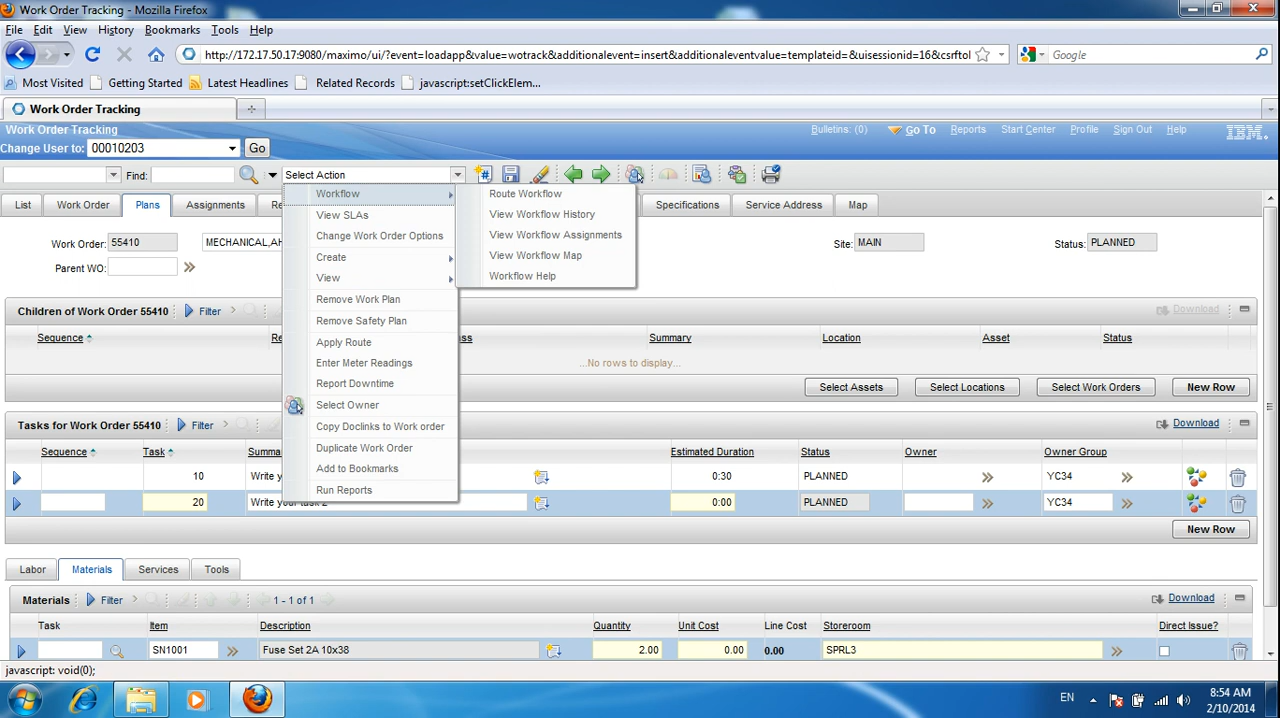 Work Order Tracking - Mozilla Firefox
File Edit View History Bookmarks Tools Help
http://172.17.50.17:9080/maximo/ui/?event=loadapp&value=wotrack&additionalevent=insert&additionaleventvalue=templateid=&uisessionid=16&csrftol Google
Most Visited Getting Started Latest Headlines Related Records javascript:setClickElem...
Work Order Tracking
Work Order Tracking Bulletins: (0) Go To Reports Start Center Profile Sign Out Help IBM
Change User to: 00010203 Go
Find: Select Action
Workflow Route Workflow
List Work Order Plans Assignments Re Specifications Service Address Map
View SLAs View Workflow History
Change Work Order Options View Workflow Assignments
Work Order: 55410 MECHANICAL,AH Site: MAIN Status: PLANNED
Create View Workflow Map
Parent WO:
View Workflow Help
Remove Work Plan
Children of Work Order 55410 Filter Download
Remove Safety Plan
Sequence Re ss Summary Location Asset Status
Apply Route
...No rows to display...
Enter Meter Readings
Report Downtime
Select Assets Select Locations Select Work Orders New Row
Select Owner
Tasks for Work Order 55410 Filter Download
Copy Doclinks to Work order
Duplicate Work Order
Sequence Task Summa Estimated Duration Status Owner Owner Group
Add to Bookmarks
10 Write y 0:30 PLANNED YC34
Run Reports
20 Write your task 2 0:00 PLANNED YC34
New Row
Labor Materials Services Tools
Materials Filter 1 - 1 of 1 Download
Task Item Description Quantity Unit Cost Line Cost Storeroom Direct Issue?
SN1001 Fuse Set 2A 10x38 2.00 0.00 0.00 SPRL3
javascript: void(0);
EN 8:54 AM
2/10/2014